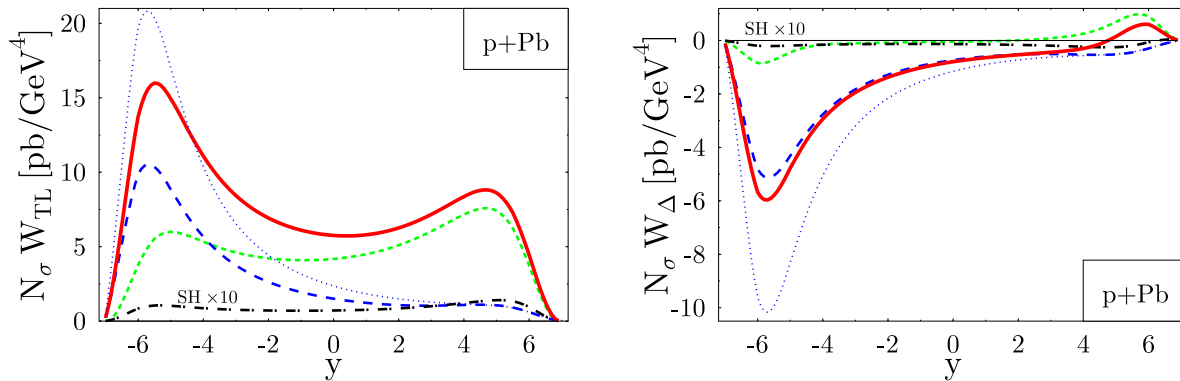 N_σ W_TL [pb/GeV^4]
20
15
10
5
0
p+Pb
SH ×10
-6 -4 -2 0 2 4 6
y
N_σ W_Δ [pb/GeV^4]
0
-2
-4
-6
-8
-10
SH ×10
p+Pb
-6 -4 -2 0 2 4 6
y